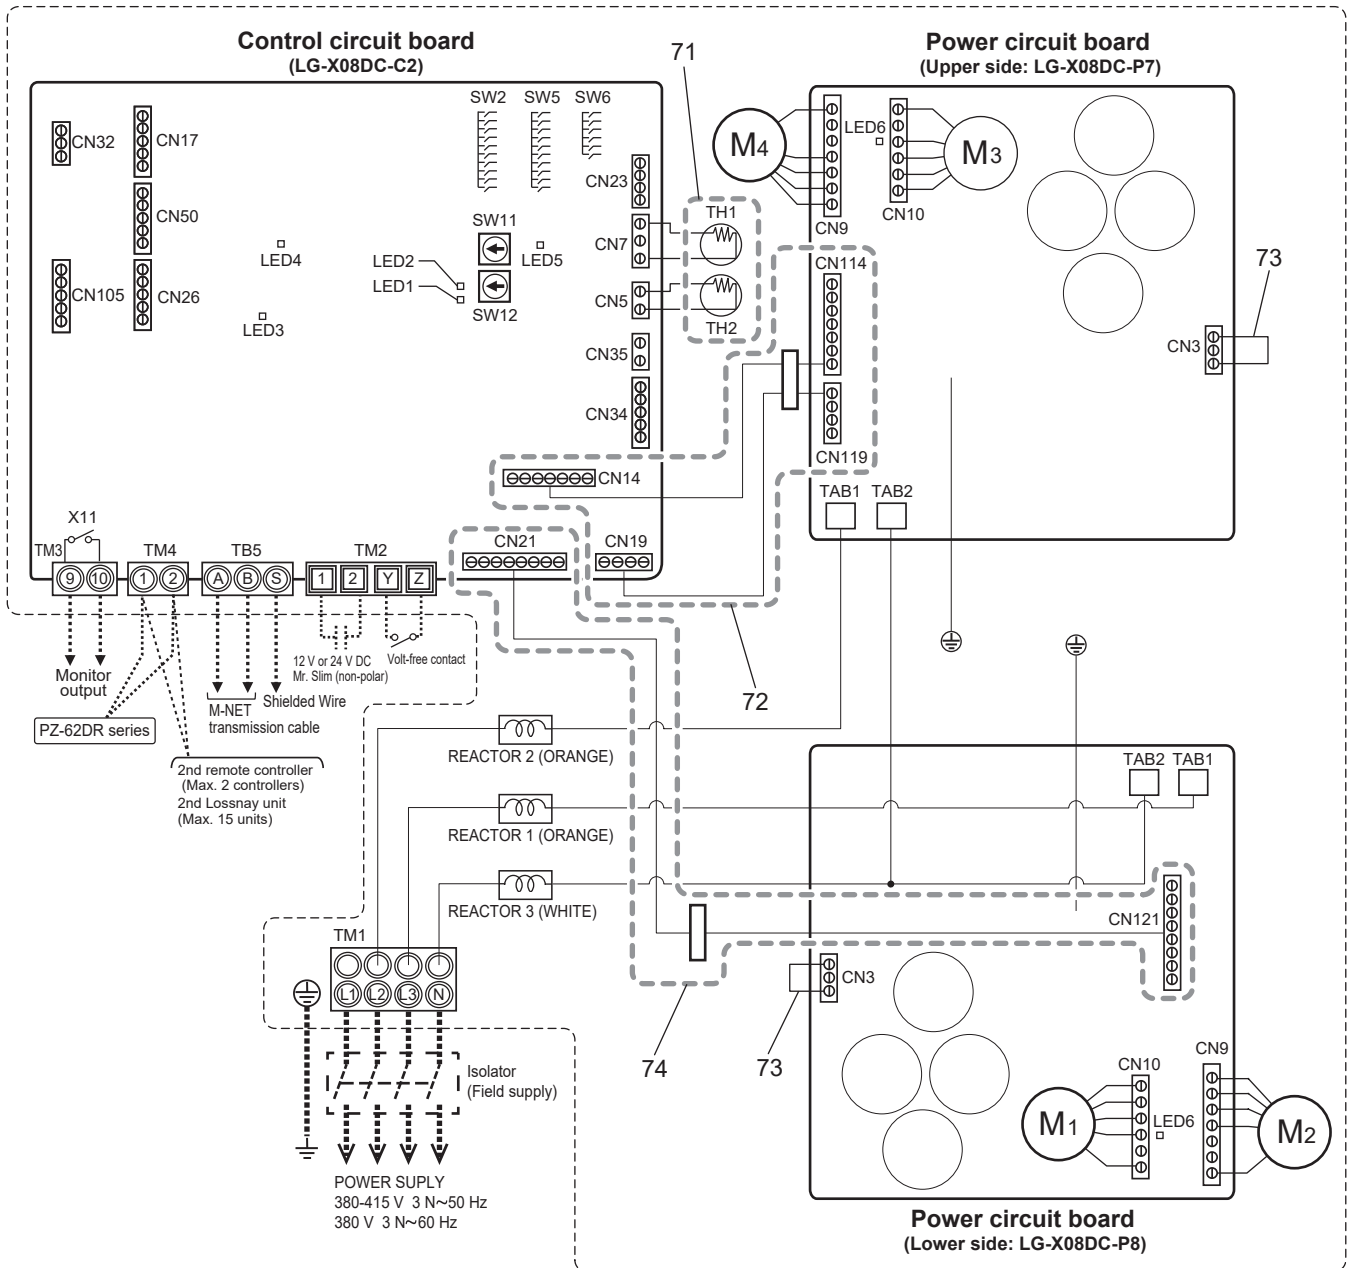 Control circuit board
(LG-X08DC-C2)
71
Power circuit board
(Upper side: LG-X08DC-P7)
CN32
CN17
SW2
SW5
SW6
CN23
M4
LED6
M3
CN50
SW11
CN7
TH1
CN9
CN10
LED4
LED2
LED5
CN114
73
CN105
CN26
LED1
CN5
LED3
SW12
TH2
CN35
CN3
CN34
CN119
CN14
TAB1
TAB2
X11
TM3
TM4
TB5
TM2
CN21
CN19
9
10
1
2
A
B
S
1
2
Y
Z
12 V or 24 V DC
Mr. Slim (non-polar)
Volt-free contact
Monitor
output
M-NET
transmission cable
Shielded Wire
72
PZ-62DR series
2nd remote controller
(Max. 2 controllers)
2nd Lossnay unit
(Max. 15 units)
REACTOR 2 (ORANGE)
TAB2
TAB1
REACTOR 1 (ORANGE)
REACTOR 3 (WHITE)
CN121
TM1
L1
L2
L3
N
CN3
73
74
Isolator
(Field supply)
CN10
CN9
M1
LED6
M2
POWER SUPLY
380-415 V 3 N~50 Hz
380 V 3 N~60 Hz
Power circuit board
(Lower side: LG-X08DC-P8)